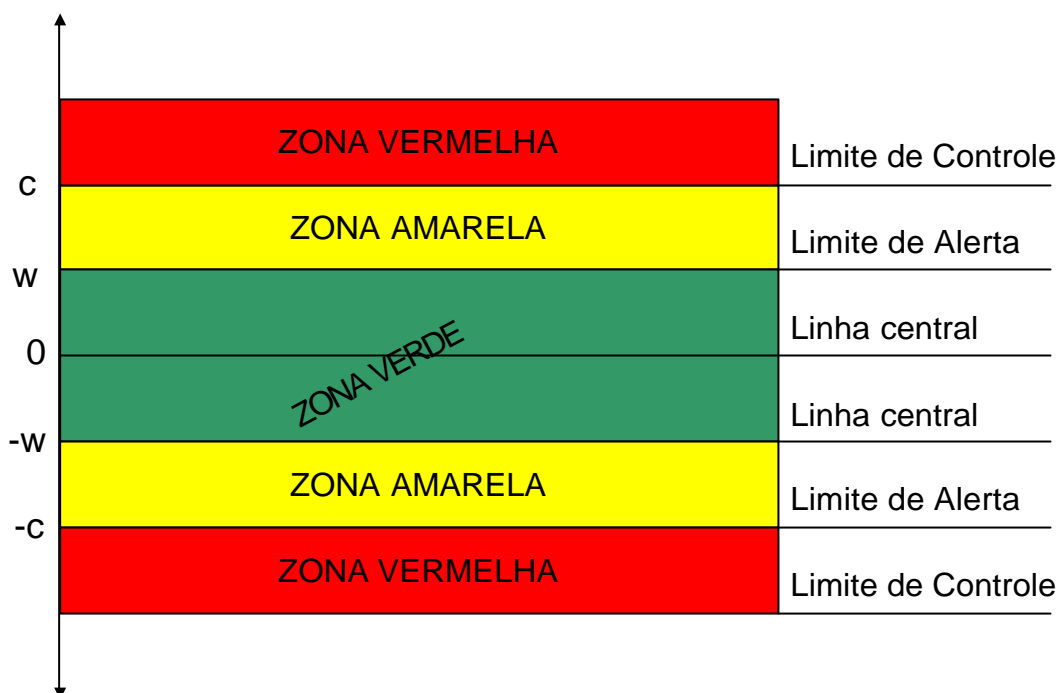 ZONA VERMELHA
Limite de Controle
c
ZONA AMARELA
Limite de Alerta
w
Linha central
0
ZONA VERDE
Linha central
-w
ZONA AMARELA
Limite de Alerta
-c
ZONA VERMELHA
Limite de Controle